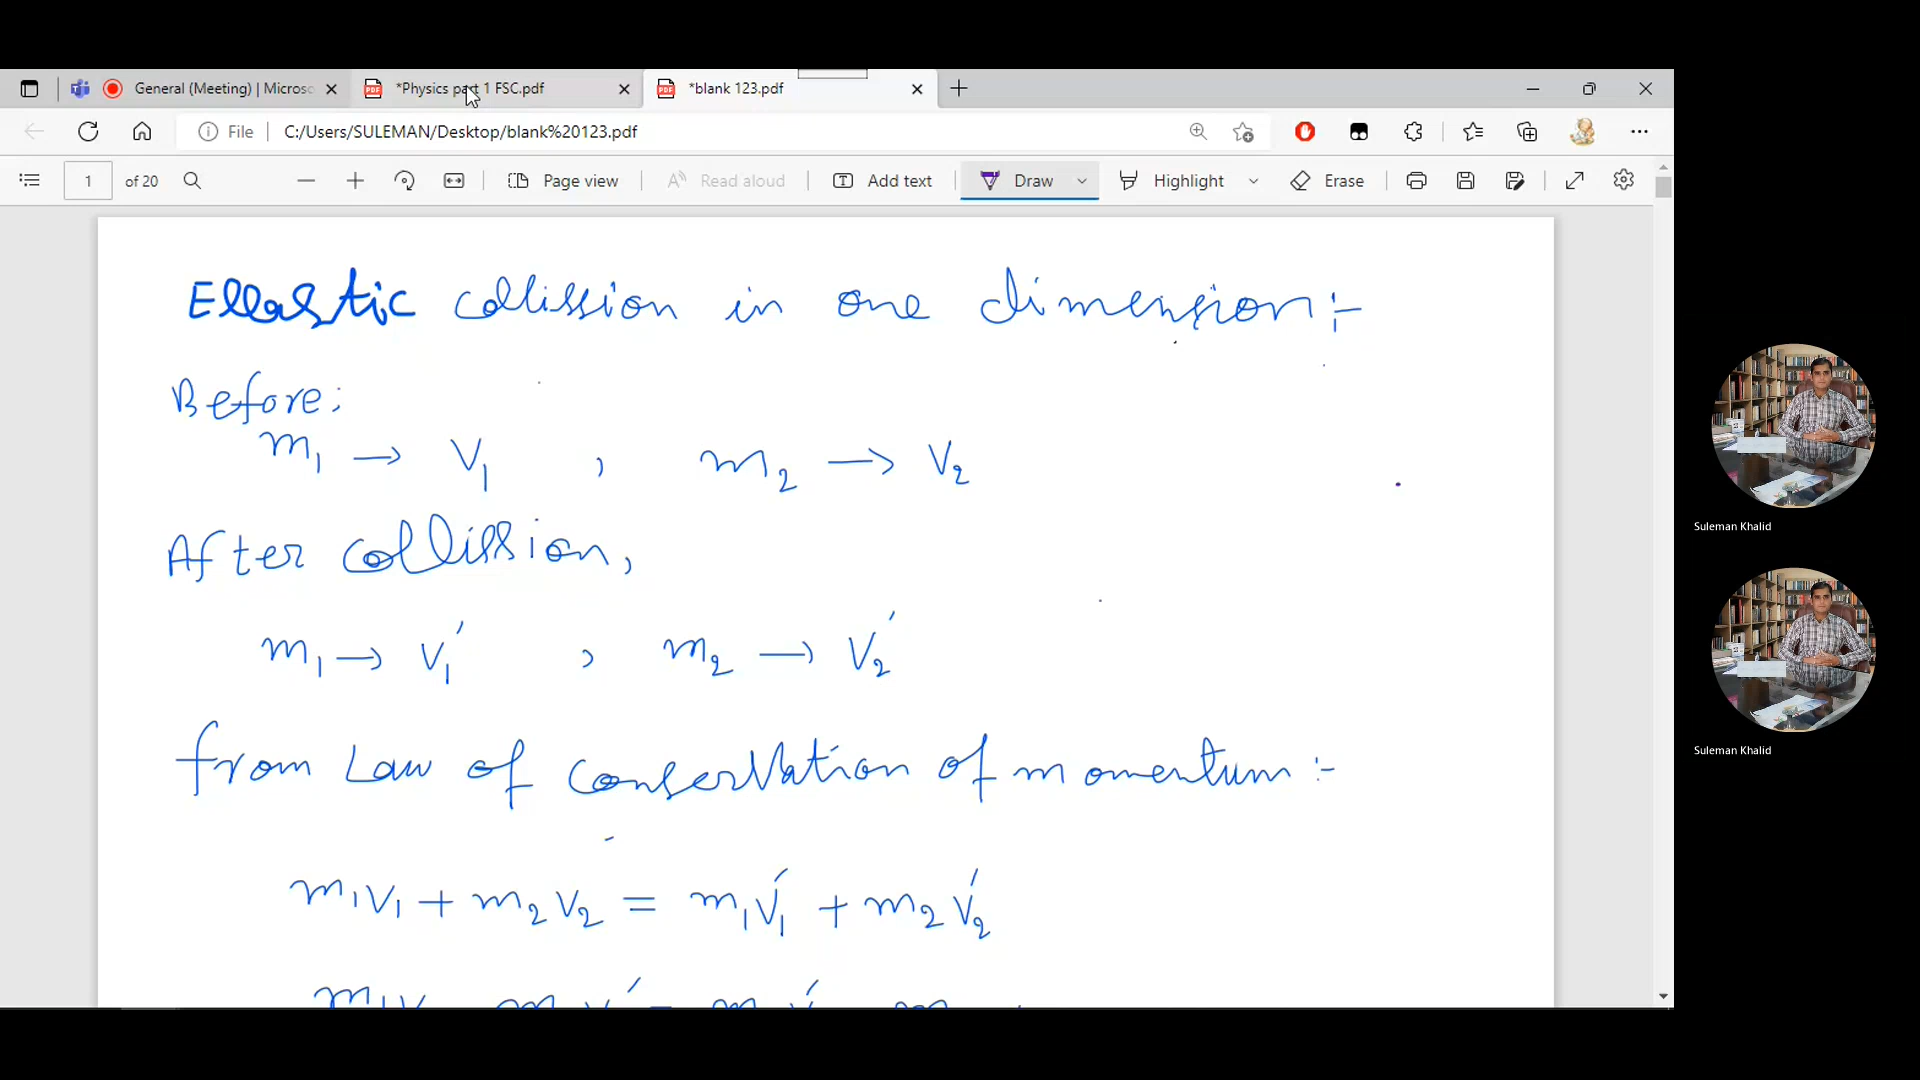 General (Meeting) | Microso
*Physics part 1 FSC.pdf
*blank 123.pdf
File
C:/Users/SULEMAN/Desktop/blank%20123.pdf
1 of 20
Page view
Read aloud
Add text
Draw
Highlight
Erase
Ellastic collission in one dimension:-
Before:
m₁ → V₁ , m₂ → V₂
After collission,
m₁ → V₁′ , m₂ → V₂′
from Law of conservation of momentum :-
m₁V₁ + m₂V₂ = m₁V₁′ + m₂V₂′
Suleman Khalid
Suleman Khalid